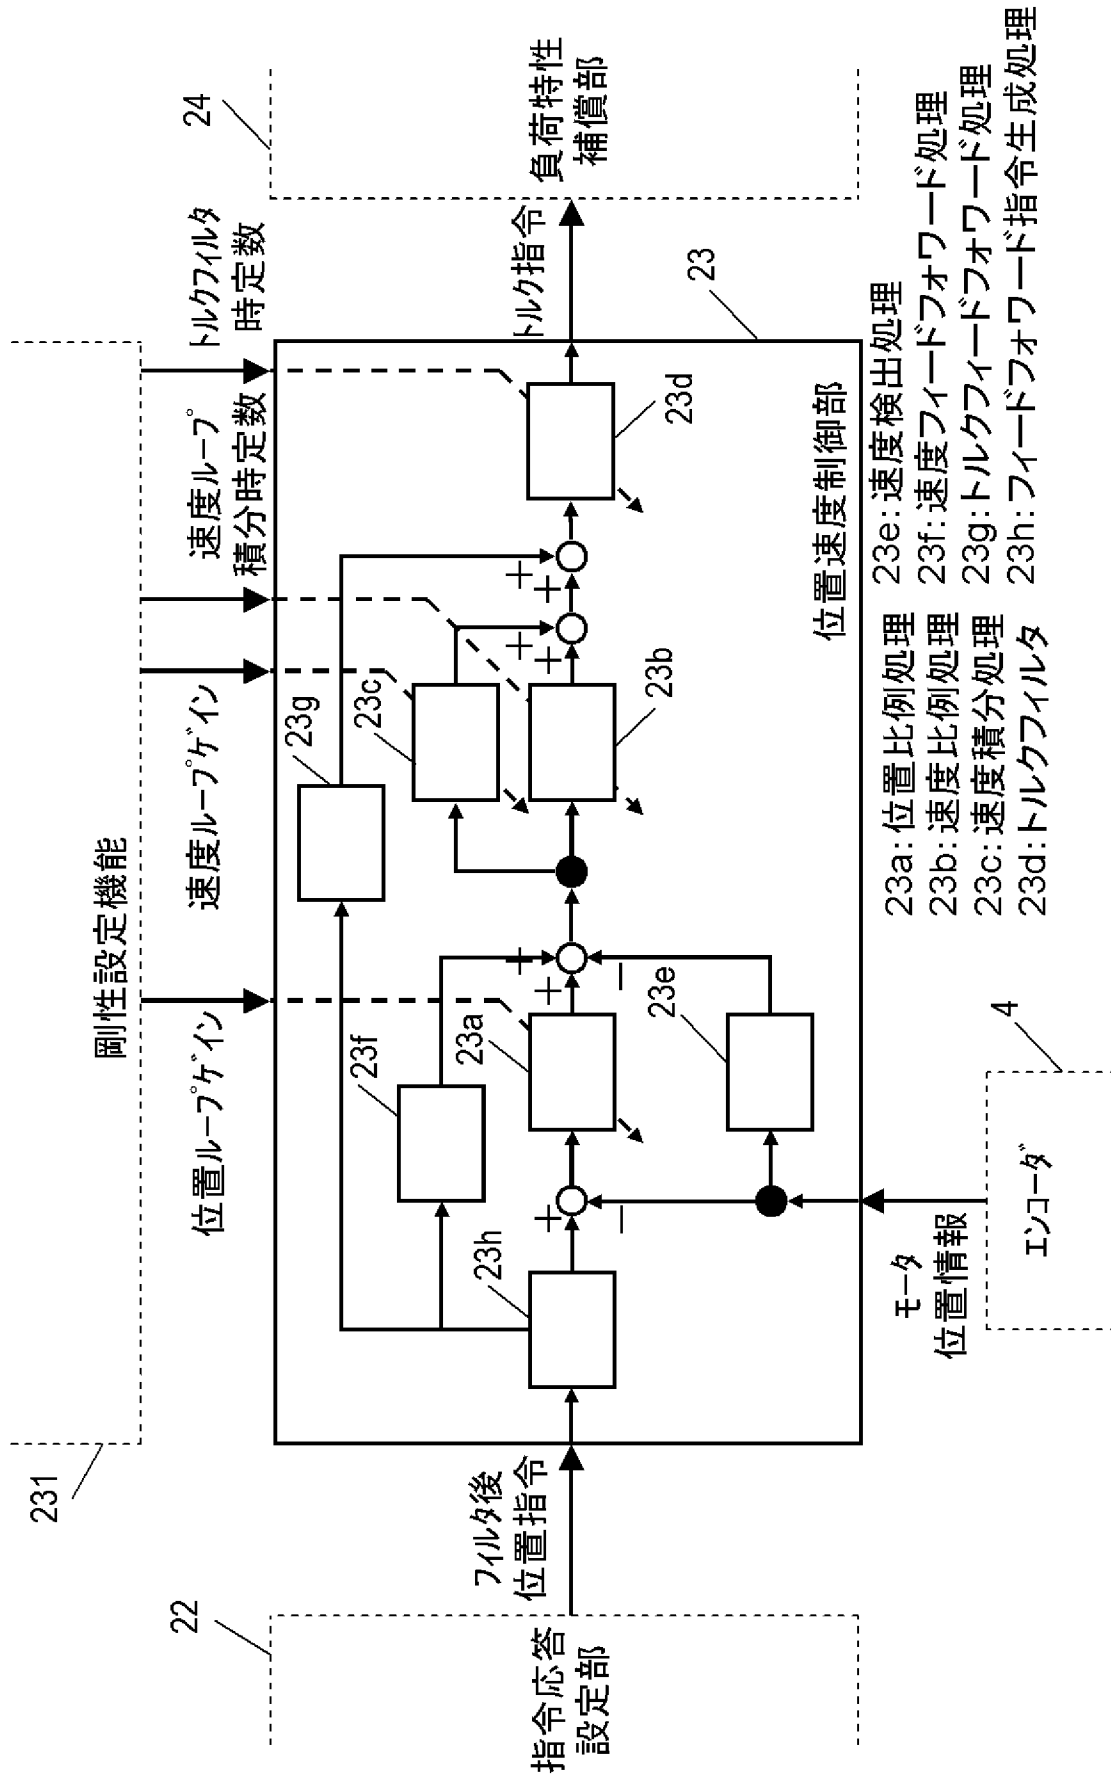 231
剛性設定機能
位置ループゲイン
速度ループゲイン
速度ループ
積分時定数
トルクフィルタ
時定数
22
指令応答
設定部
フィルタ後
位置指令
23h
23f
23a
23e
23g
23c
23b
23d
+
−
+
+
−
+
+
+
+
トルク指令
23
24
負荷特性
補償部
位置速度制御部
モータ
位置情報
4
エンコーダ
23a:位置比例処理
23b:速度比例処理
23c:速度積分処理
23d:トルクフィルタ
23e:速度検出処理
23f:速度フィードフォワード処理
23g:トルクフィードフォワード処理
23h:フィードフォワード指令生成処理